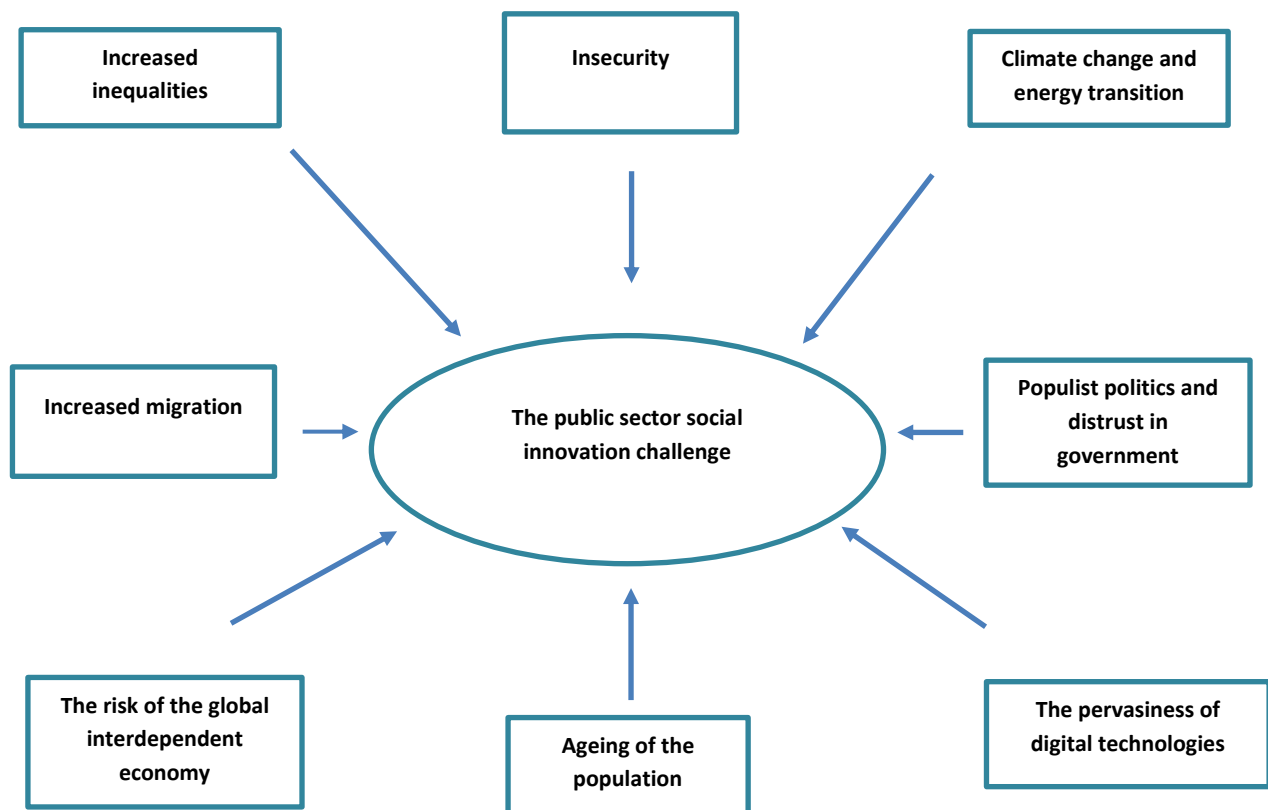 Increased
inequalities
Insecurity
Climate change and
energy transition
Increased migration
The public sector social
innovation challenge
Populist politics and
distrust in
government
The risk of the global
interdependent
economy
Ageing of the
population
The pervasiness of
digital technologies